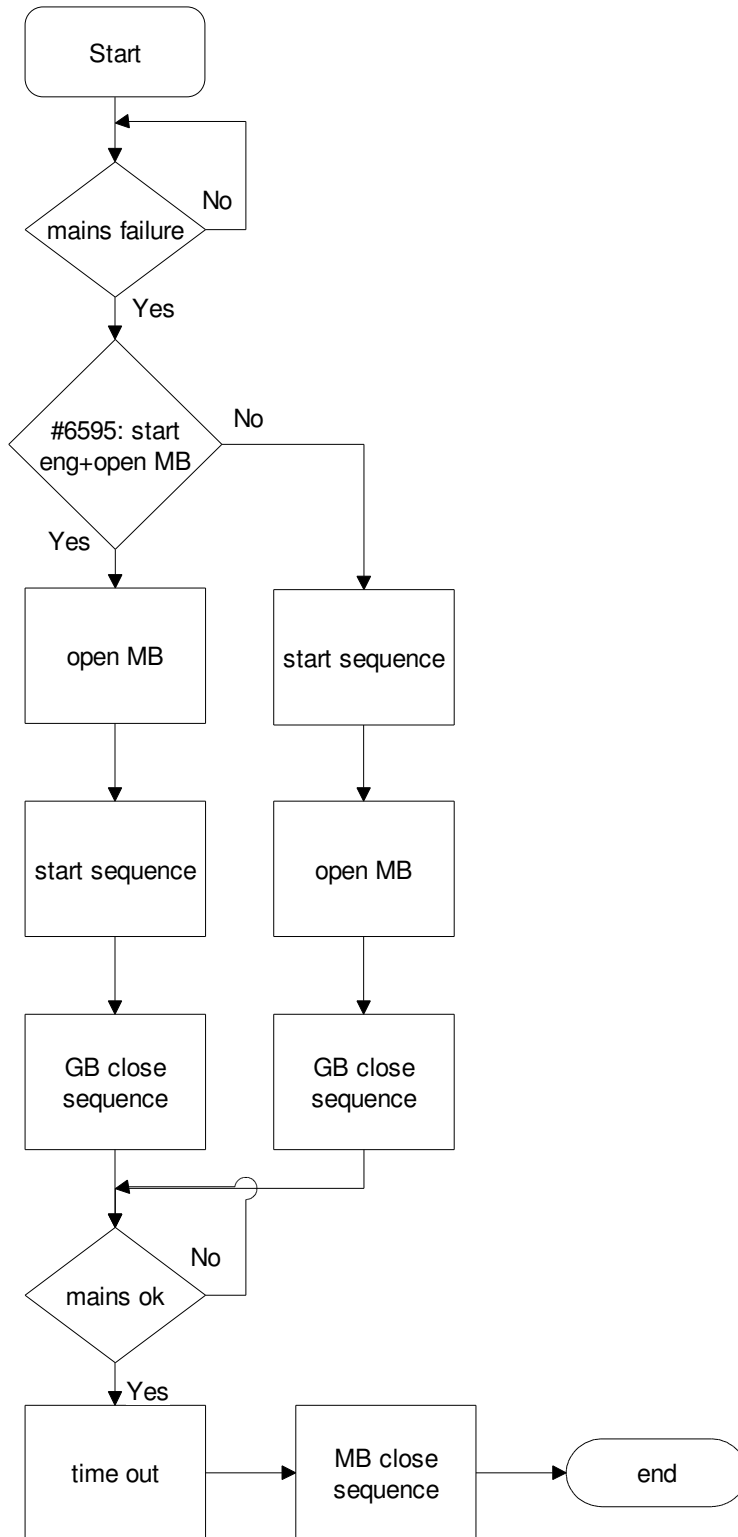 Start
No
mains failure
Yes
No
#6595: start
eng+open MB
Yes
open MB
start sequence
start sequence
open MB
GB close
sequence
GB close
sequence
No
mains ok
Yes
time out
MB close
sequence
end